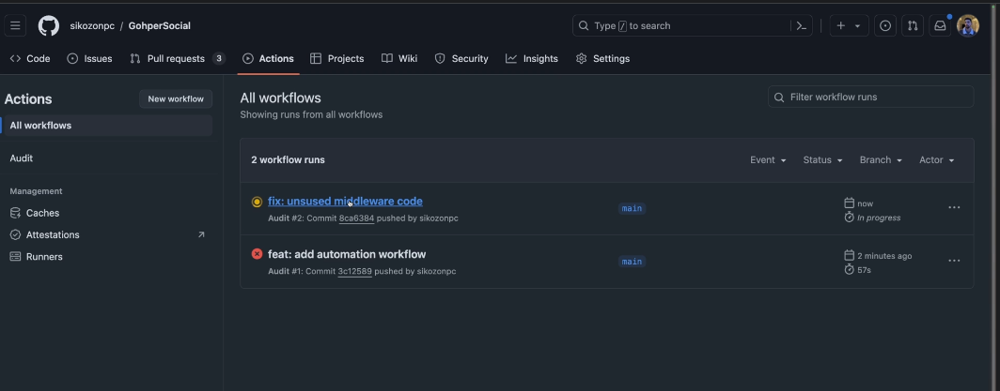 sikozonpc / GohperSocial
Type / to search
Code
Issues
Pull requests 3
Actions
Projects
Wiki
Security
Insights
Settings
Actions
New workflow
All workflows
Audit
Management
Caches
Attestations
Runners
All workflows
Showing runs from all workflows
Filter workflow runs
2 workflow runs
Event
Status
Branch
Actor
fix: unsused middleware code
Audit #2: Commit 8ca6384 pushed by sikozonpc
main
now
In progress
feat: add automation workflow
Audit #1: Commit 3c12589 pushed by sikozonpc
main
2 minutes ago
57s